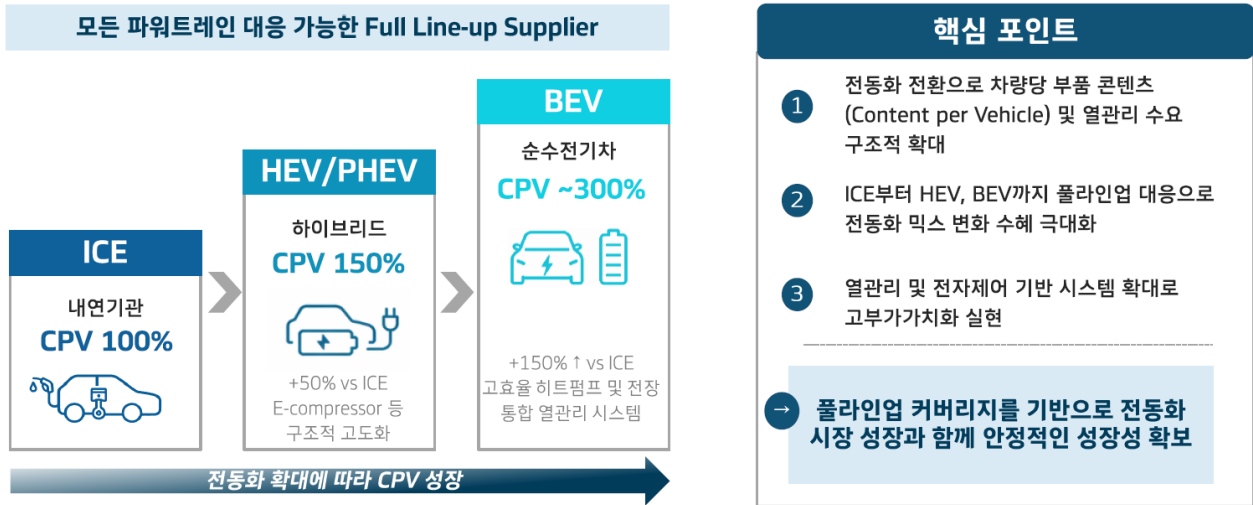 모든 파워트레인 대응 가능한 Full Line-up Supplier
ICE
내연기관
CPV 100%
HEV/PHEV
하이브리드
CPV 150%
+50% vs ICE
E-compressor 등
구조적 고도화
BEV
순수전기차
CPV ~300%
+150% ↑ vs ICE
고효율 히트펌프 및 전장
통합 열관리 시스템
전동화 확대에 따라 CPV 성장
핵심 포인트
1
전동화 전환으로 차량당 부품 콘텐츠
(Content per Vehicle) 및 열관리 수요
구조적 확대
2
ICE부터 HEV, BEV까지 풀라인업 대응으로
전동화 믹스 변화 수혜 극대화
3
열관리 및 전자제어 기반 시스템 확대로
고부가가치화 실현
→
풀라인업 커버리지를 기반으로 전동화
시장 성장과 함께 안정적인 성장성 확보